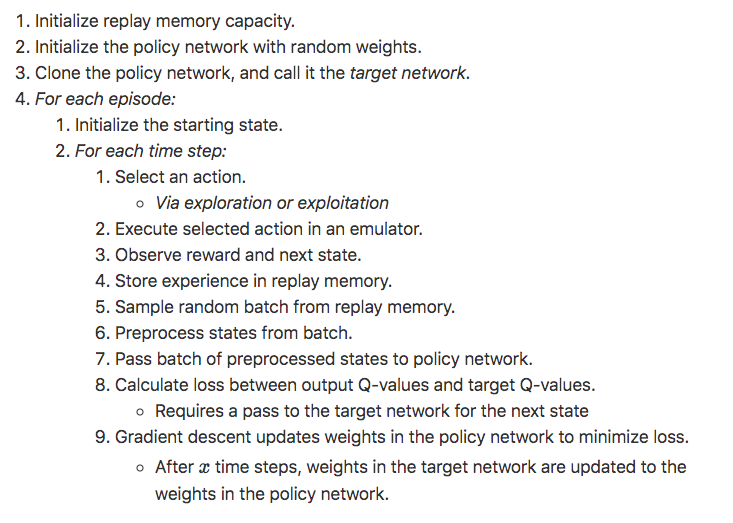 1. Initialize replay memory capacity.
2. Initialize the policy network with random weights.
3. Clone the policy network, and call it the target network.
4. For each episode:
1. Initialize the starting state.
2. For each time step:
1. Select an action.
○ Via exploration or exploitation
2. Execute selected action in an emulator.
3. Observe reward and next state.
4. Store experience in replay memory.
5. Sample random batch from replay memory.
6. Preprocess states from batch.
7. Pass batch of preprocessed states to policy network.
8. Calculate loss between output Q-values and target Q-values.
○ Requires a pass to the target network for the next state
9. Gradient descent updates weights in the policy network to minimize loss.
○ After x time steps, weights in the target network are updated to the
weights in the policy network.